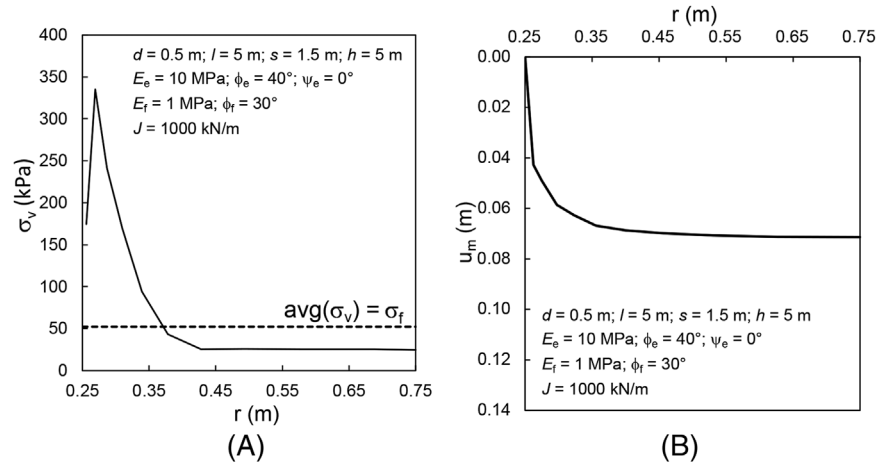 400
350
300
250
200
150
100
50
0
σv (kPa)
d = 0.5 m; l = 5 m; s = 1.5 m; h = 5 m
Ee = 10 MPa; ϕe = 40°; ψe = 0°
Ef = 1 MPa; ϕf = 30°
J = 1000 kN/m
avg(σv) = σf
0.25 0.35 0.45 0.55 0.65 0.75
r (m)
(A)
r (m)
0.25 0.35 0.45 0.55 0.65 0.75
0.00
0.02
0.04
0.06
0.08
0.10
0.12
0.14
um (m)
d = 0.5 m; l = 5 m; s = 1.5 m; h = 5 m
Ee = 10 MPa; ϕe = 40°; ψe = 0°
Ef = 1 MPa; ϕf = 30°
J = 1000 kN/m
(B)